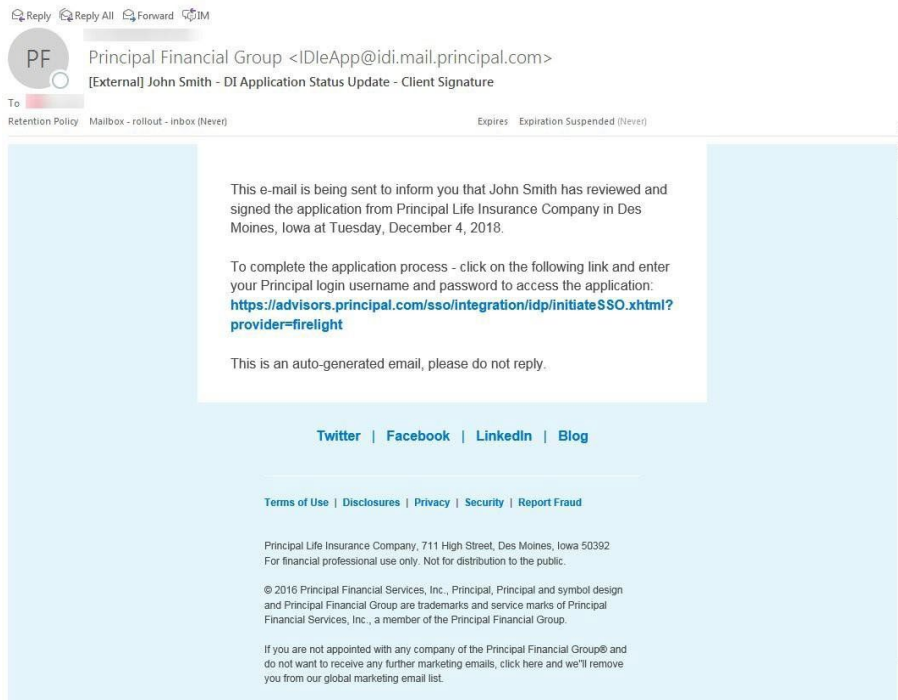 Reply Reply All Forward IM
PF
Principal Financial Group <IDIeApp@idi.mail.principal.com>
[External] John Smith - DI Application Status Update - Client Signature
To
Retention Policy Mailbox - rollout - inbox (Never) Expires Expiration Suspended (Never)
This e-mail is being sent to inform you that John Smith has reviewed and
signed the application from Principal Life Insurance Company in Des
Moines, Iowa at Tuesday, December 4, 2018.
To complete the application process - click on the following link and enter
your Principal login username and password to access the application:
https://advisors.principal.com/sso/integration/idp/initiateSSO.xhtml?
provider=firelight
This is an auto-generated email, please do not reply.
Twitter | Facebook | LinkedIn | Blog
Terms of Use | Disclosures | Privacy | Security | Report Fraud
Principal Life Insurance Company, 711 High Street, Des Moines, Iowa 50392
For financial professional use only. Not for distribution to the public.
© 2016 Principal Financial Services, Inc., Principal, Principal and symbol design
and Principal Financial Group are trademarks and service marks of Principal
Financial Services, Inc., a member of the Principal Financial Group.
If you are not appointed with any company of the Principal Financial Group® and
do not want to receive any further marketing emails, click here and we"ll remove
you from our global marketing email list.